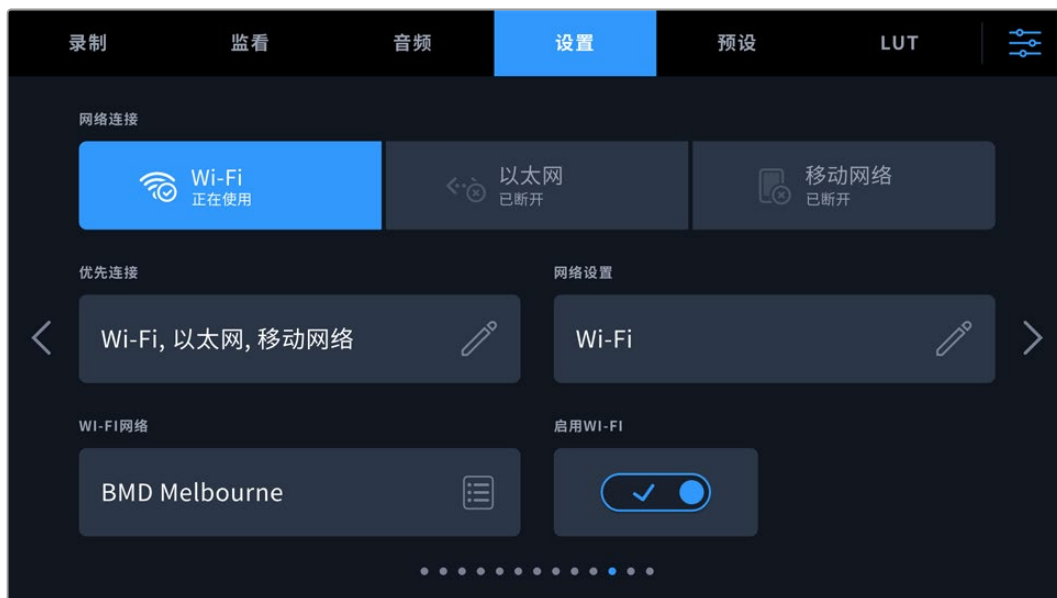 录制 监看 音频 设置 预设 LUT
网络连接
Wi-Fi
正在使用
以太网
已断开
移动网络
已断开
优先连接
Wi-Fi, 以太网, 移动网络
网络设置
Wi-Fi
WI-FI网络
BMD Melbourne
启用WI-FI